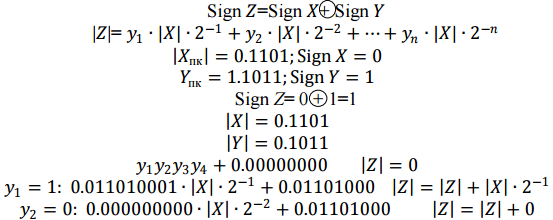 Sign Z=Sign X⊕Sign Y
|Z|= y₁ · |X| · 2⁻¹ + y₂ · |X| · 2⁻² + ⋯ + yₙ · |X| · 2⁻ⁿ
|Xпк| = 0.1101; Sign X = 0
Yпк = 1.1011; Sign Y = 1
Sign Z= 0⊕1=1
|X| = 0.1101
|Y| = 0.1011
y₁y₂y₃y₄ + 0.00000000 |Z| = 0
y₁ = 1: 0.011010001 · |X| · 2⁻¹ + 0.01101000 |Z| = |Z| + |X| · 2⁻¹
y₂ = 0: 0.000000000 · |X| · 2⁻² + 0.01101000 |Z| = |Z| + 0